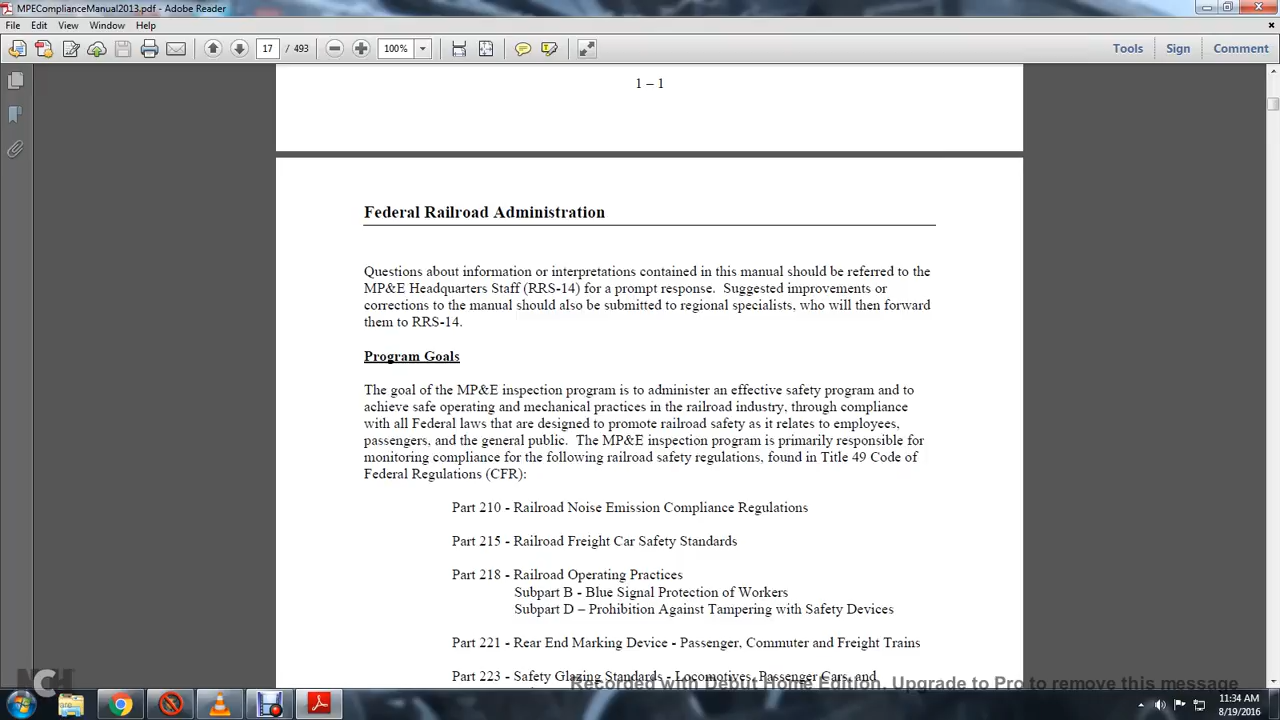 MPEComplianceManual2013.pdf - Adobe Reader
File Edit View Window Help
17 / 493 100% Tools Sign Comment
1 – 1
Federal Railroad Administration
Questions about information or interpretations contained in this manual should be referred to the
MP&E Headquarters Staff (RRS-14) for a prompt response. Suggested improvements or
corrections to the manual should also be submitted to regional specialists, who will then forward
them to RRS-14.
Program Goals
The goal of the MP&E inspection program is to administer an effective safety program and to
achieve safe operating and mechanical practices in the railroad industry, through compliance
with all Federal laws that are designed to promote railroad safety as it relates to employees,
passengers, and the general public. The MP&E inspection program is primarily responsible for
monitoring compliance for the following railroad safety regulations, found in Title 49 Code of
Federal Regulations (CFR):
Part 210 - Railroad Noise Emission Compliance Regulations
Part 215 - Railroad Freight Car Safety Standards
Part 218 - Railroad Operating Practices
Subpart B - Blue Signal Protection of Workers
Subpart D – Prohibition Against Tampering with Safety Devices
Part 221 - Rear End Marking Device - Passenger, Commuter and Freight Trains
Part 223 - Safety Glazing Standards - Locomotives, Passenger Cars, and
Recorded with Debut Home Edition. Upgrade to Pro to remove this message
NCH
11:34 AM
8/19/2016